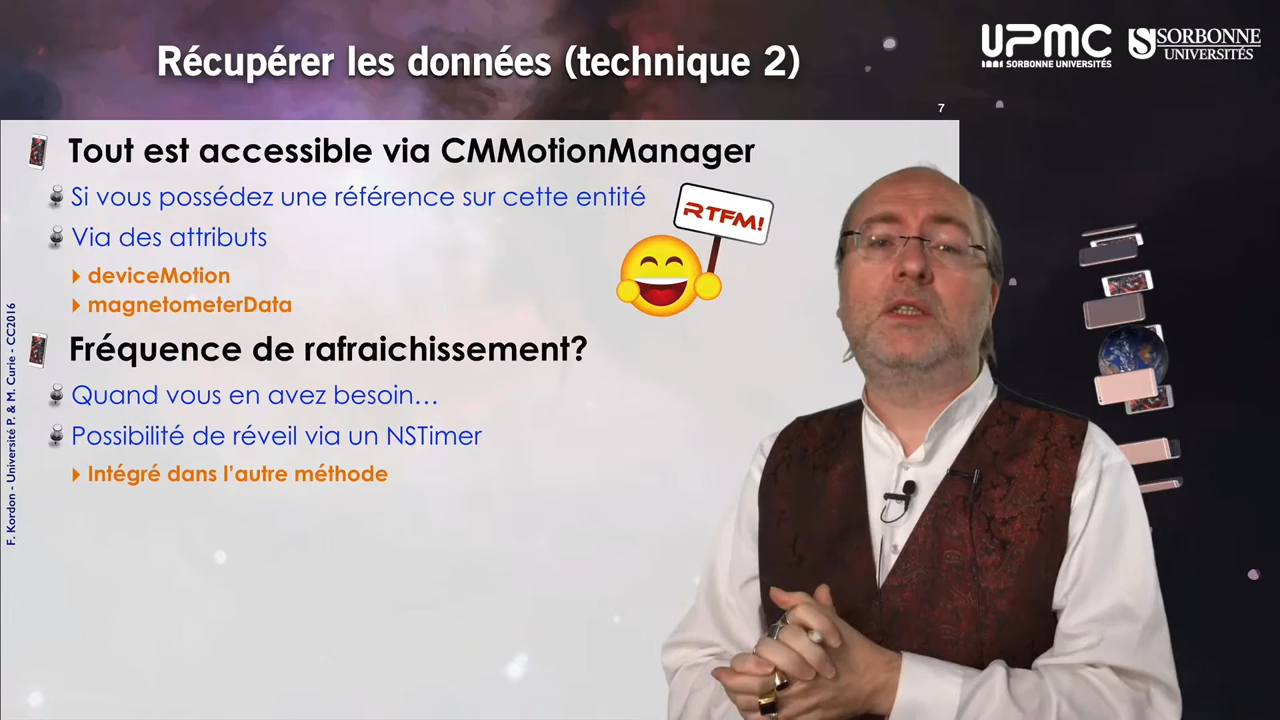 Récupérer les données (technique 2)
UPMC
SORBONNE UNIVERSITÉS
S SORBONNE
UNIVERSITÉS
7
Tout est accessible via CMMotionManager
Si vous possédez une référence sur cette entité
Via des attributs
deviceMotion
magnetometerData
RTFM!
Fréquence de rafraichissement?
Quand vous en avez besoin…
Possibilité de réveil via un NSTimer
Intégré dans l'autre méthode
F. Kordon - Université P. & M. Curie - CC2016